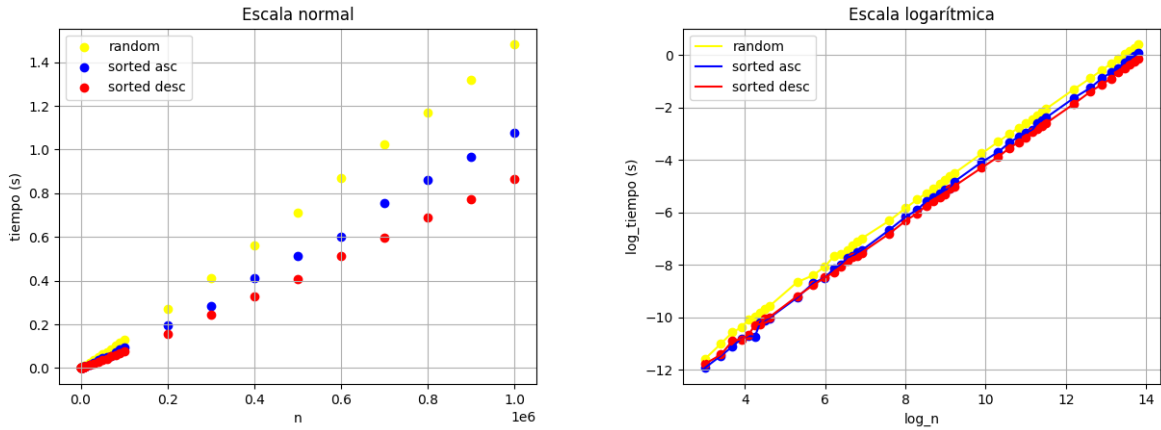 Escala normal
random
sorted asc
sorted desc
tiempo (s)
1.4
1.2
1.0
0.8
0.6
0.4
0.2
0.0
0.0
0.2
0.4
0.6
0.8
1.0
1e6
n
Escala logarítmica
random
sorted asc
sorted desc
log_tiempo (s)
0
−2
−4
−6
−8
−10
−12
4
6
8
10
12
14
log_n